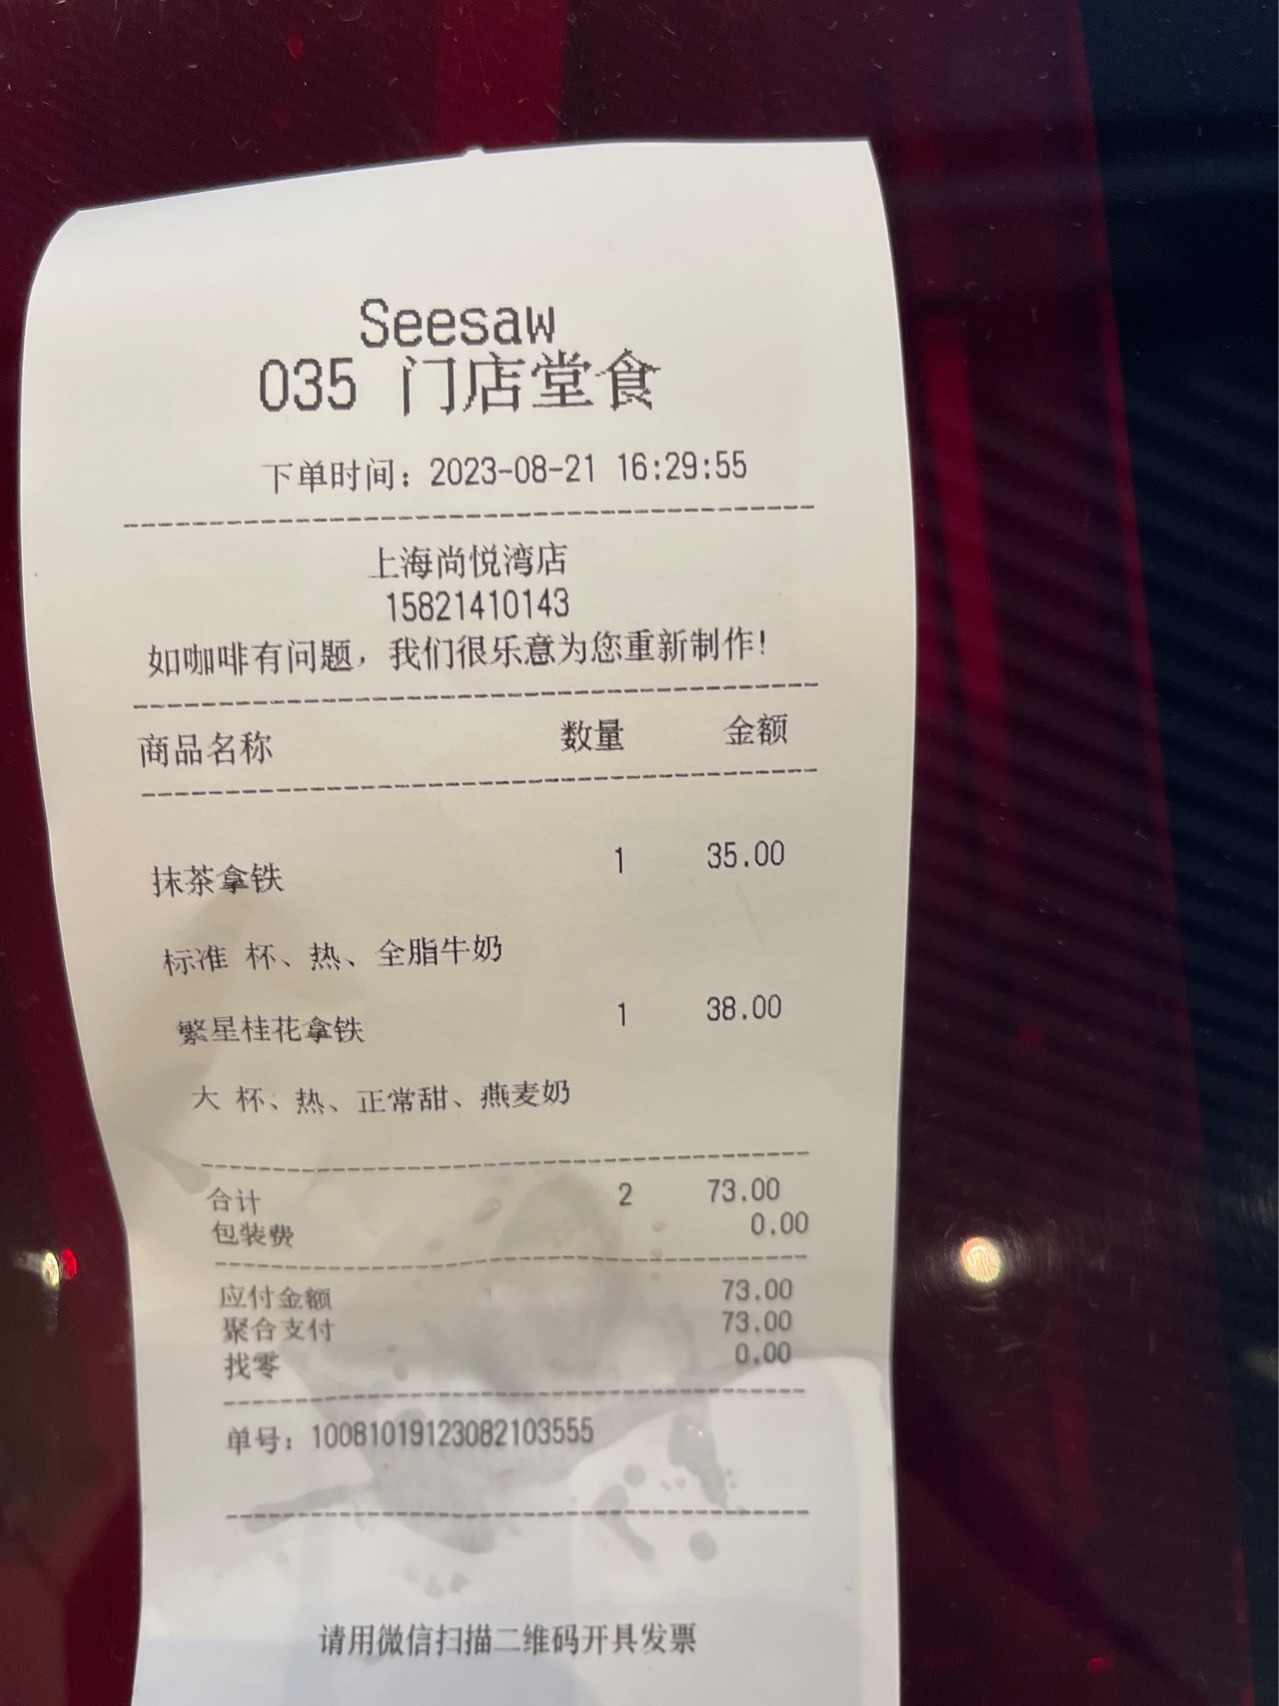 Seesaw
035 门店堂食
下单时间：2023-08-21 16:29:55
上海尚悦湾店
15821410143
如咖啡有问题，我们很乐意为您重新制作！
商品名称 数量 金额
抹茶拿铁 1 35.00
标准 杯、热、全脂牛奶
繁星桂花拿铁 1 38.00
大 杯、热、正常甜、燕麦奶
合计 2 73.00
包装费 0.00
应付金额 73.00
聚合支付 73.00
找零 0.00
单号：10081019123082103555
请用微信扫描二维码开具发票